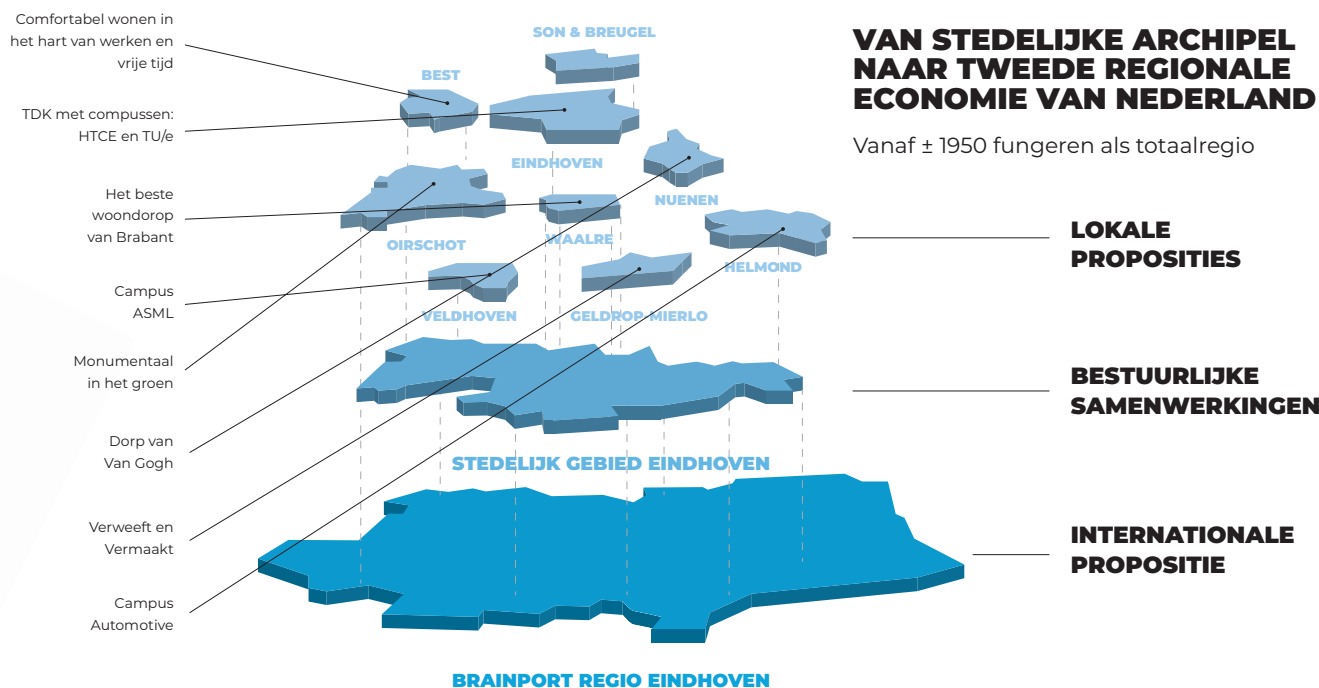 VAN STEDELIJKE ARCHIPEL
NAAR TWEEDE REGIONALE
ECONOMIE VAN NEDERLAND
Vanaf ± 1950 fungeren als totaalregio
Comfortabel wonen in
het hart van werken en
vrije tijd
TDK met compussen:
HTCE en TU/e
Het beste
woondorop
van Brabant
Campus
ASML
Monumentaal
in het groen
Dorp van
Van Gogh
Verweeft en
Vermaakt
Campus
Automotive
SON & BREUGEL
BEST
EINDHOVEN
NUENEN
OIRSCHOT
WAALRE
HELMOND
VELDHOVEN
GELDROP-MIERLO
STEDELIJK GEBIED EINDHOVEN
BRAINPORT REGIO EINDHOVEN
LOKALE
PROPOSITIES
BESTUURLIJKE
SAMENWERKINGEN
INTERNATIONALE
PROPOSITIE